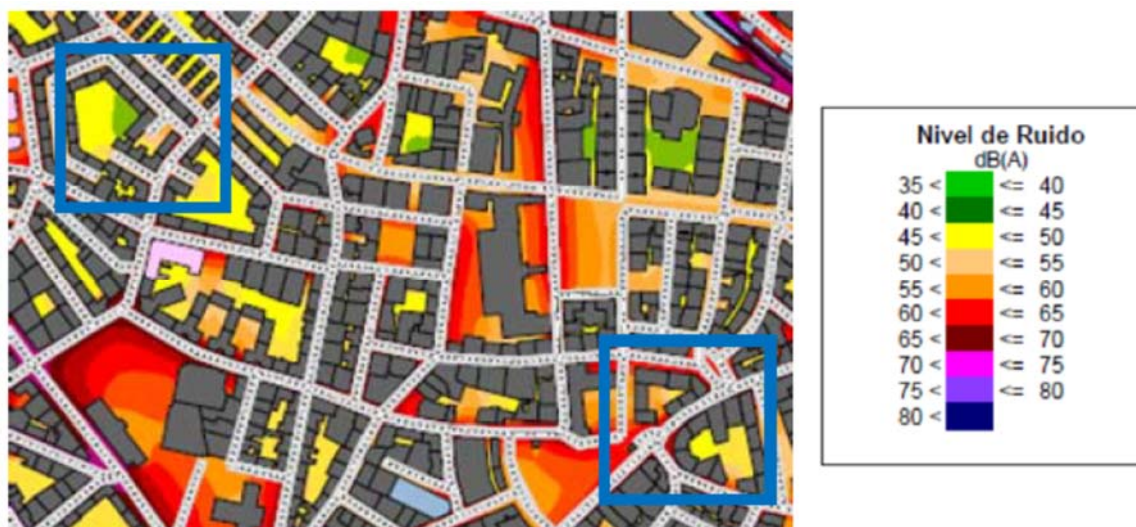 Nivel de Ruido
dB(A)
35 < <= 40
40 < <= 45
45 < <= 50
50 < <= 55
55 < <= 60
60 < <= 65
65 < <= 70
70 < <= 75
75 < <= 80
80 <